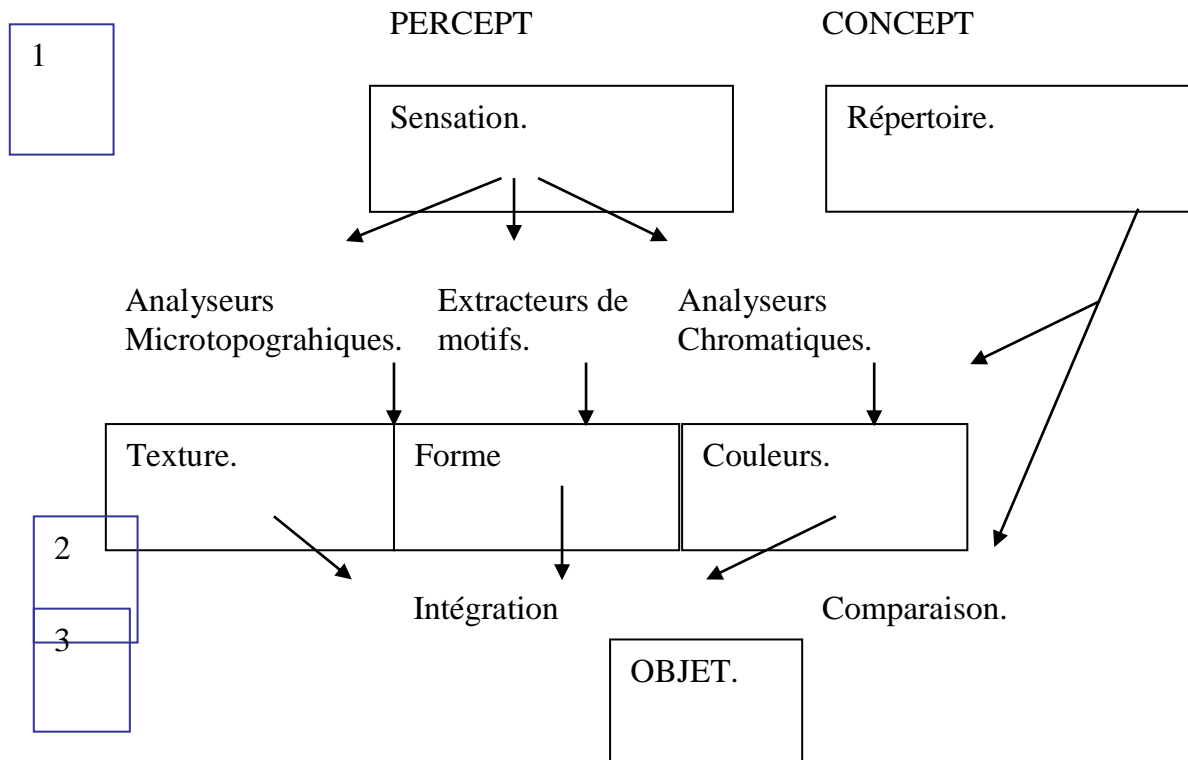 PERCEPT CONCEPT
1
Sensation. Répertoire.
Analyseurs Extracteurs de Analyseurs
Microtopograhiques. motifs. Chromatiques.
Texture. Forme Couleurs.
2
Intégration Comparaison.
3
OBJET.